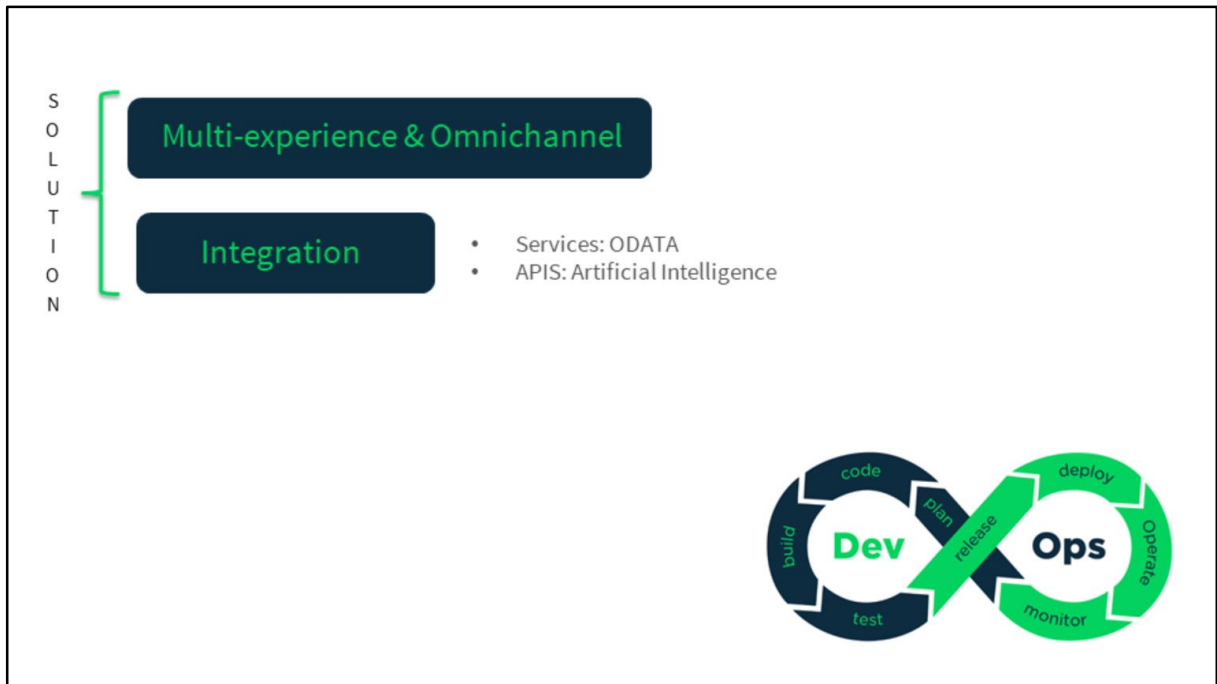 SOLUTION
Multi-experience & Omnichannel
Integration
• Services: ODATA
• APIS: Artificial Intelligence
code
plan
build
Dev
test
release
deploy
Ops
Operate
monitor